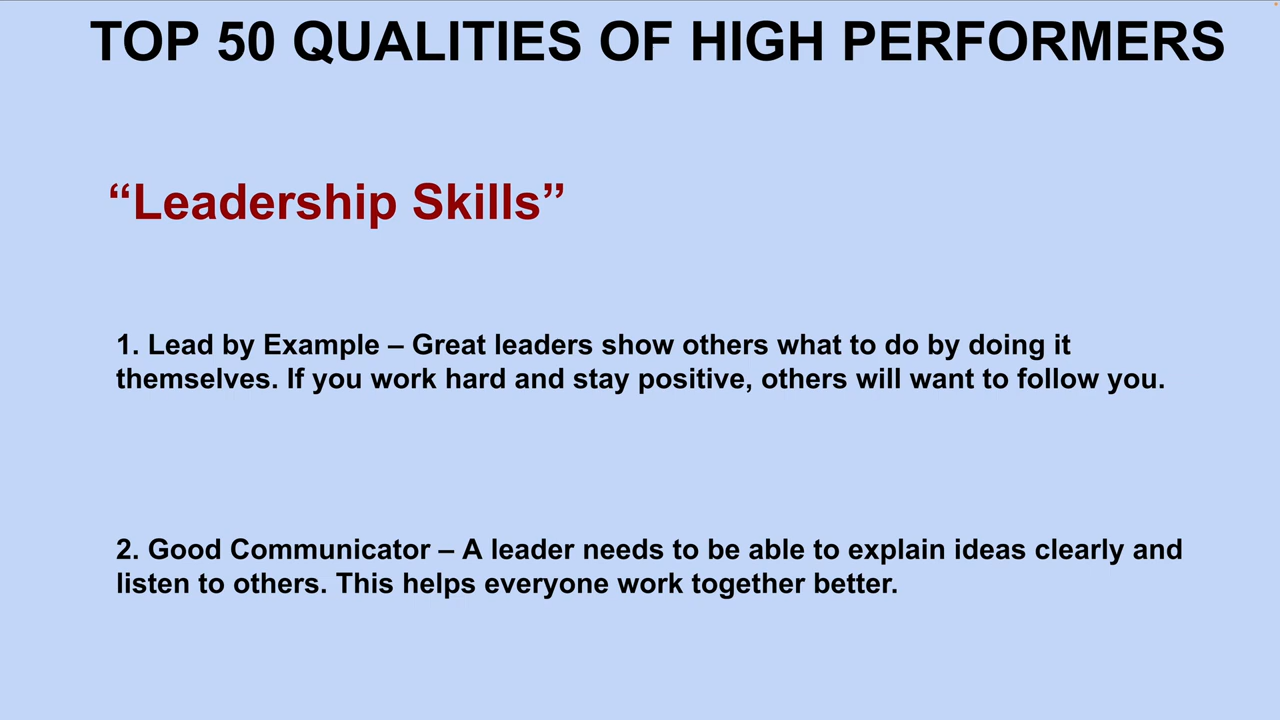 TOP 50 QUALITIES OF HIGH PERFORMERS
“Leadership Skills”
1. Lead by Example – Great leaders show others what to do by doing it
themselves. If you work hard and stay positive, others will want to follow you.
2. Good Communicator – A leader needs to be able to explain ideas clearly and
listen to others. This helps everyone work together better.